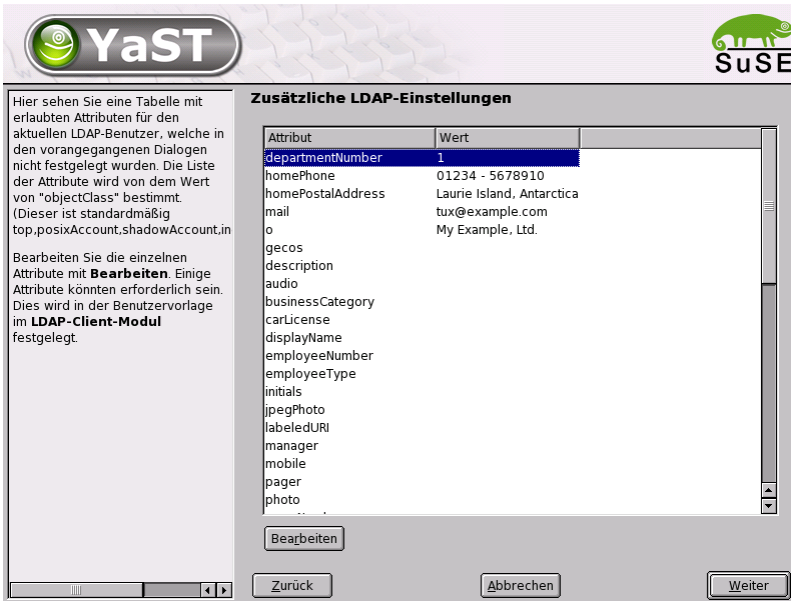 YaST
SuSE
Hier sehen Sie eine Tabelle mit
erlaubten Attributen für den
aktuellen LDAP-Benutzer, welche in
den vorangegangenen Dialogen
nicht festgelegt wurden. Die Liste
der Attribute wird von dem Wert
von "objectClass" bestimmt.
(Dieser ist standardmäßig
top,posixAccount,shadowAccount,in
Bearbeiten Sie die einzelnen
Attribute mit Bearbeiten. Einige
Attribute könnten erforderlich sein.
Dies wird in der Benutzervorlage
im LDAP-Client-Modul
festgelegt.
Zusätzliche LDAP-Einstellungen
Attribut Wert
departmentNumber 1
homePhone 01234 - 5678910
homePostalAddress Laurie Island, Antarctica
mail tux@example.com
o My Example, Ltd.
gecos
description
audio
businessCategory
carLicense
displayName
employeeNumber
employeeType
initials
jpegPhoto
labeledURI
manager
mobile
pager
photo
Bearbeiten
Zurück Abbrechen Weiter